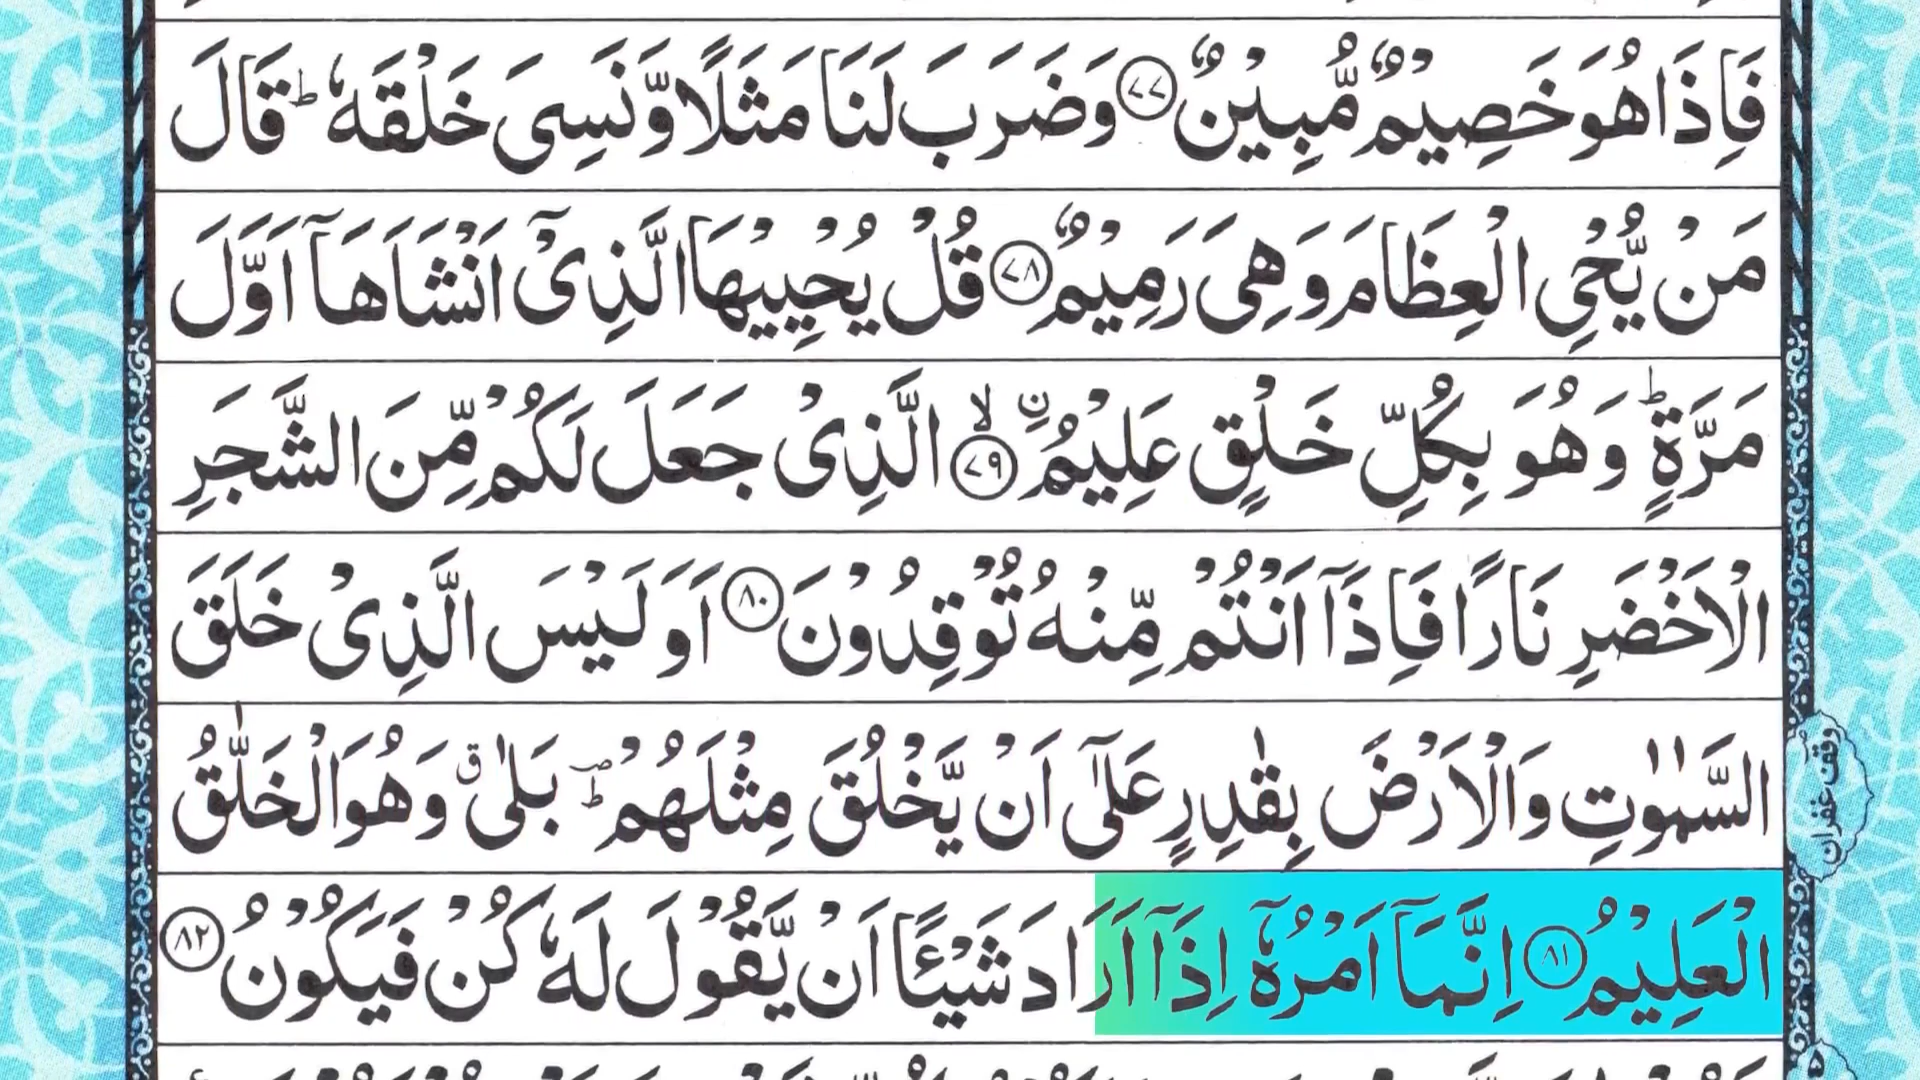 فَاِذَا هُوَ خَصِيْمٌ مُّبِيْنٌ ﴿۷۷﴾ وَضَرَبَ لَنَا مَثَلًا وَّنَسِىَ خَلْقَهٗ ؕ قَالَ
مَنْ يُّحْىِ الْعِظَامَ وَهِىَ رَمِيْمٌ ﴿۷۸﴾ قُلْ يُحْيِيْهَا الَّذِىْۤ اَنْشَاَهَاۤ اَوَّلَ
مَرَّةٍ ؕ وَهُوَ بِكُلِّ خَلْقٍ عَلِيْمُ ۨ ﴿۷۹﴾ ۙ الَّذِىْ جَعَلَ لَكُمْ مِّنَ الشَّجَرِ
الْاَخْضَرِ نَارًا فَاِذَاۤ اَنْتُمْ مِّنْهُ تُوْقِدُوْنَ ﴿۸۰﴾ اَوَلَيْسَ الَّذِىْ خَلَقَ
السَّمٰوٰتِ وَالْاَرْضَ بِقٰدِرٍ عَلٰۤى اَنْ يَّخْلُقَ مِثْلَهُمْ ؕؔ بَلٰى ۗ وَهُوَ الْخَلّٰقُ
الْعَلِيْمُ ﴿۸۱﴾ اِنَّمَاۤ اَمْرُهٗۤ اِذَاۤ اَرَادَ شَيْـًٔا اَنْ يَّقُوْلَ لَهٗ كُنْ فَيَكُوْنُ ﴿۸۲﴾
وقف غفران